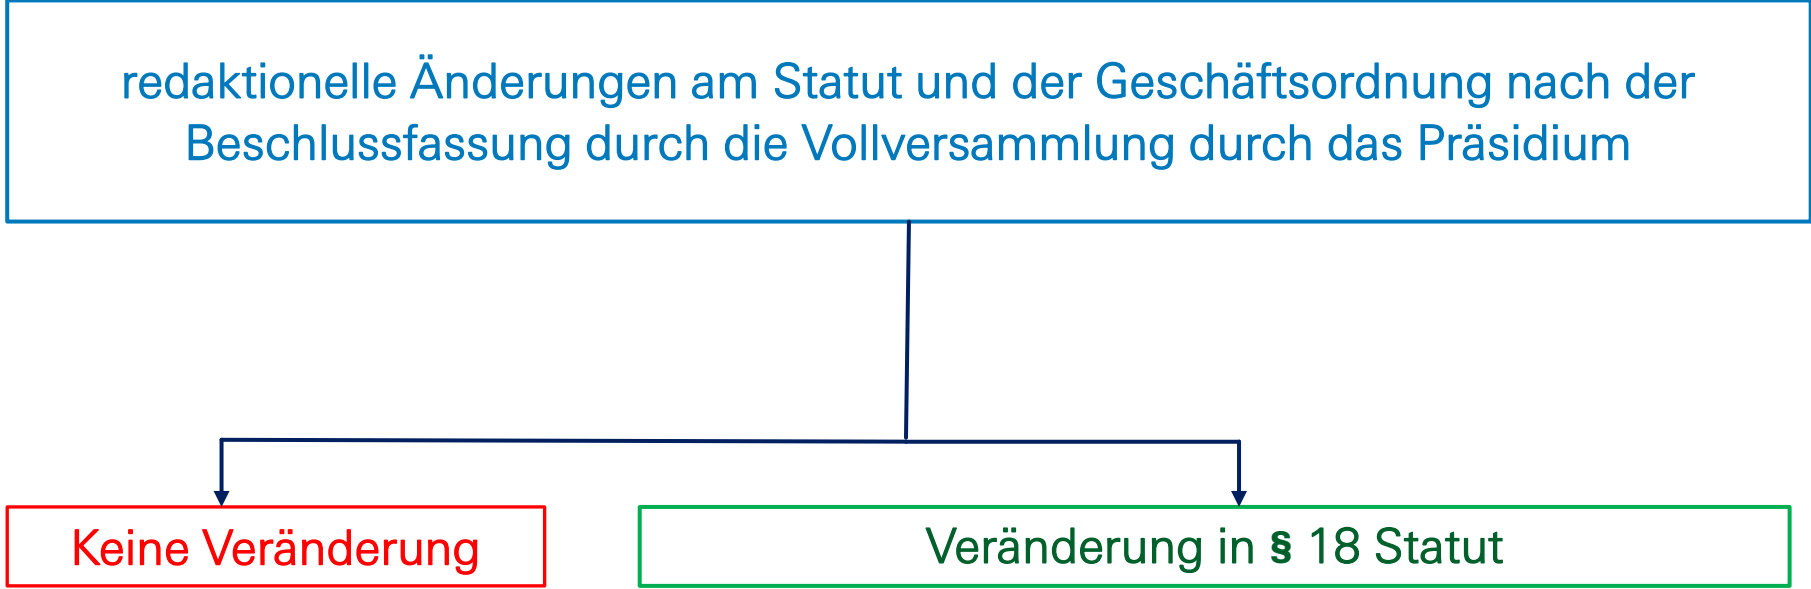 redaktionelle Änderungen am Statut und der Geschäftsordnung nach der
Beschlussfassung durch die Vollversammlung durch das Präsidium
Keine Veränderung
Veränderung in § 18 Statut